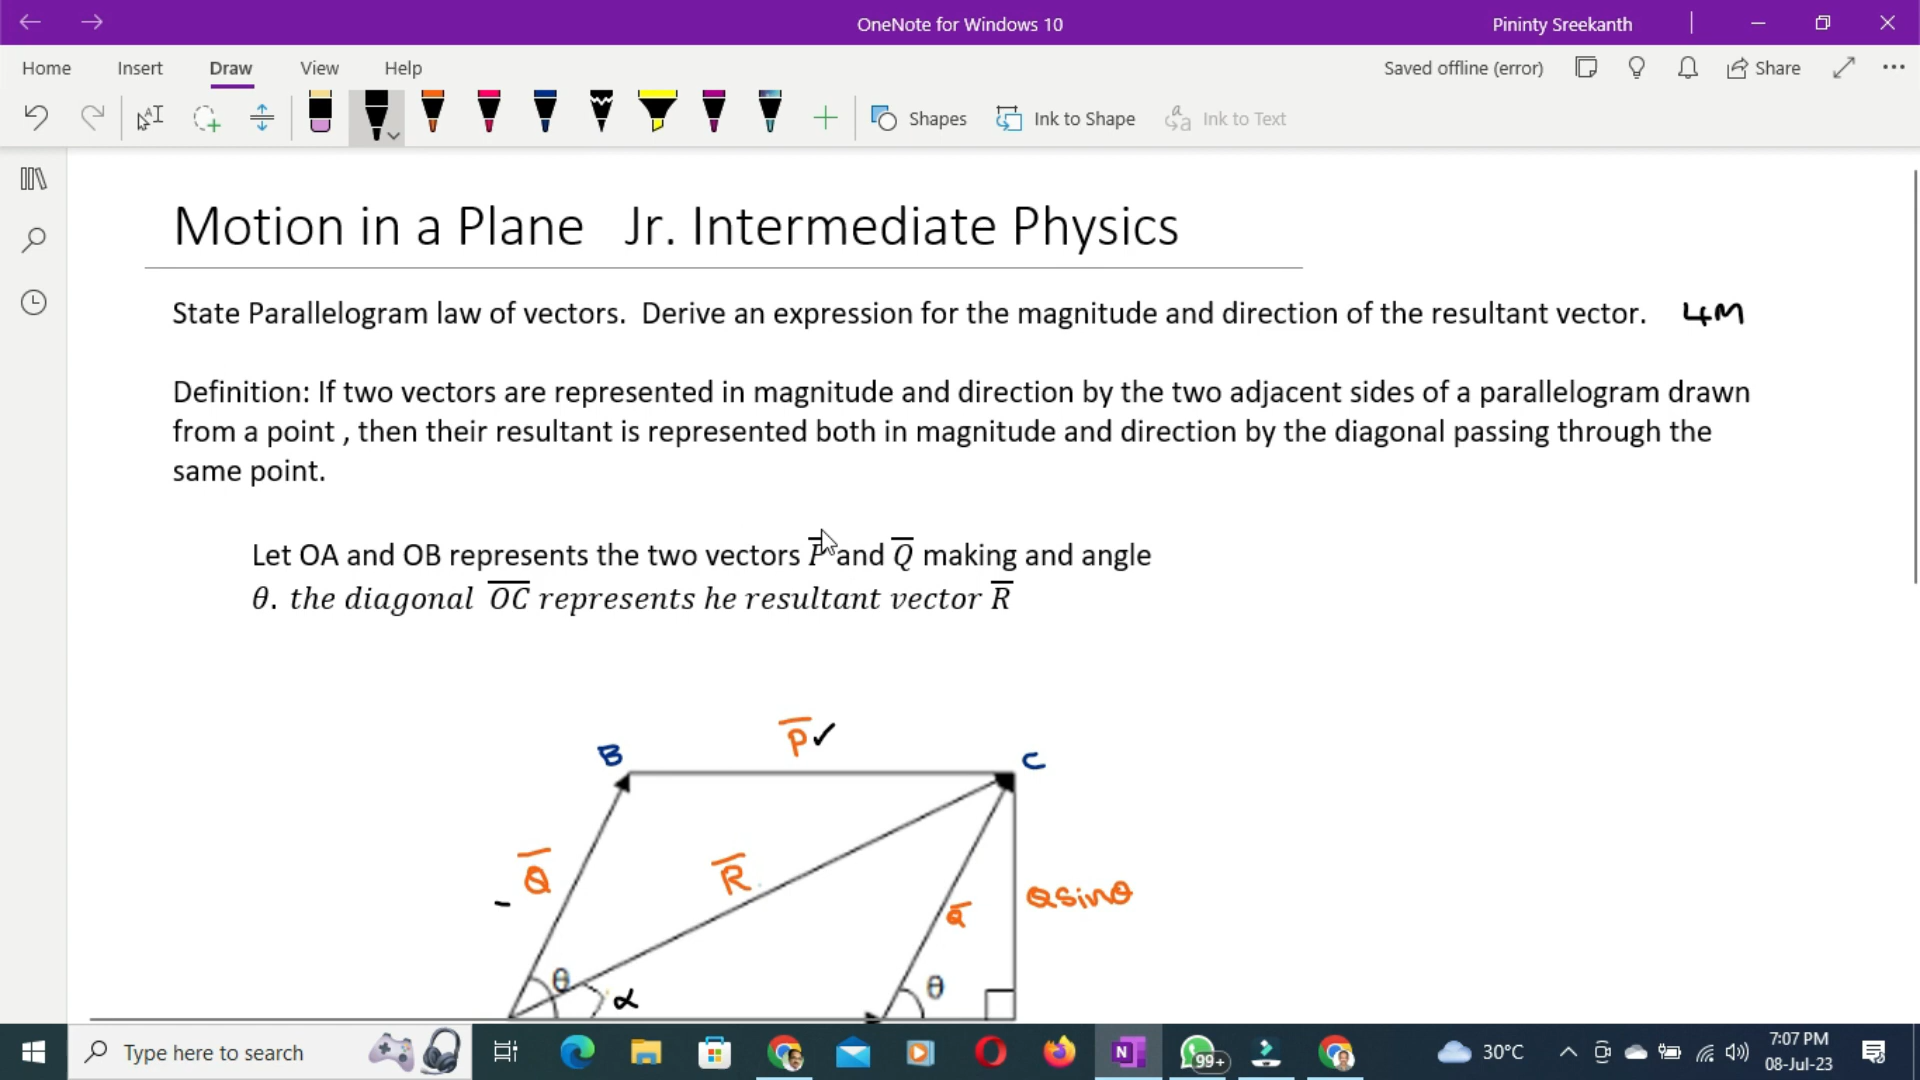 OneNote for Windows 10
Pininty Sreekanth
Home Insert Draw View Help
Saved offline (error)
Share
Shapes
Ink to Shape
Ink to Text
Motion in a Plane Jr. Intermediate Physics
State Parallelogram law of vectors. Derive an expression for the magnitude and direction of the resultant vector. 4M
Definition: If two vectors are represented in magnitude and direction by the two adjacent sides of a parallelogram drawn
from a point , then their resultant is represented both in magnitude and direction by the diagonal passing through the
same point.
Let OA and OB represents the two vectors P̅ and Q̅ making and angle
θ. the diagonal O̅C̅ represents he resultant vector R̅
P̅ ✓
B
C
Q̅
R̅
Q̅
Qsinθ
θ
α
θ
Type here to search
N
99+
30°C
7:07 PM
08-Jul-23